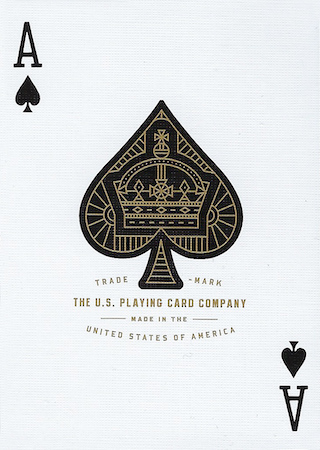 A
TRADE -MARK
THE U.S. PLAYING CARD COMPANY
MADE IN THE
UNITED STATES OF AMERICA
A